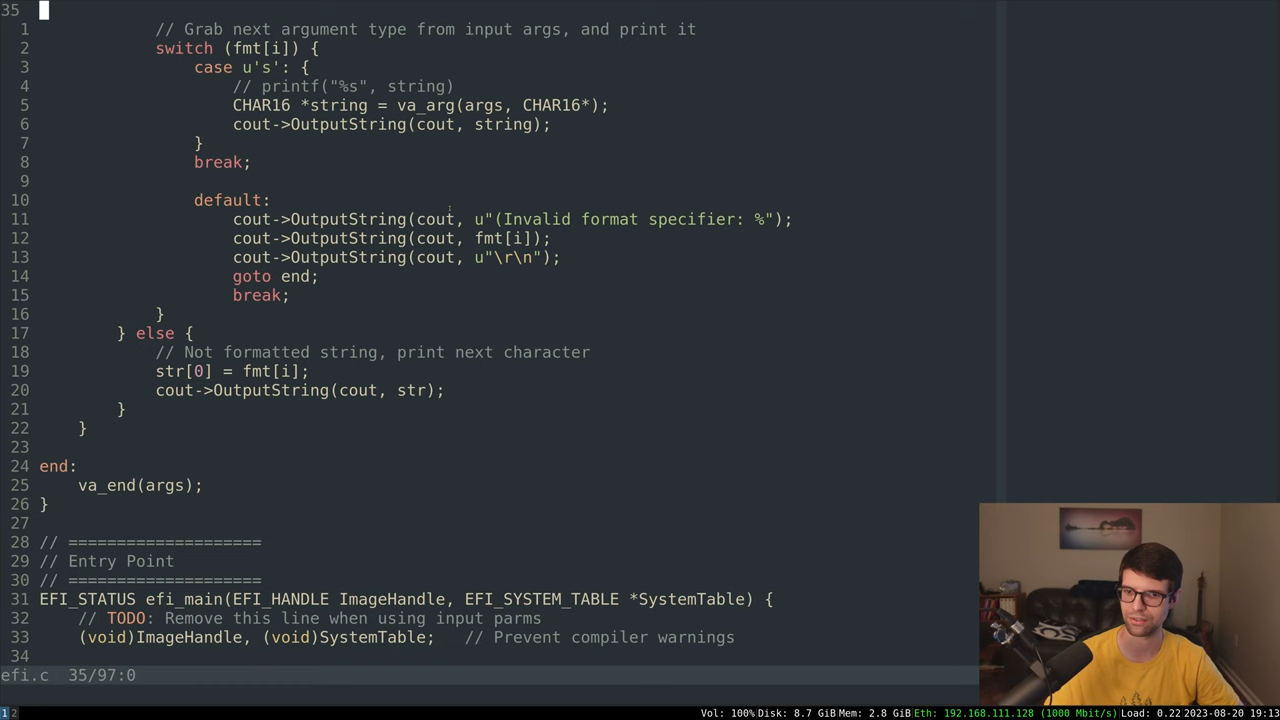 35
1 // Grab next argument type from input args, and print it
2 switch (fmt[i]) {
3 case u's': {
4 // printf("%s", string)
5 CHAR16 *string = va_arg(args, CHAR16*);
6 cout->OutputString(cout, string);
7 }
8 break;
9
10 default:
11 cout->OutputString(cout, u"(Invalid format specifier: %");
12 cout->OutputString(cout, fmt[i]);
13 cout->OutputString(cout, u"\r\n");
14 goto end;
15 break;
16 }
17 } else {
18 // Not formatted string, print next character
19 str[0] = fmt[i];
20 cout->OutputString(cout, str);
21 }
22 }
23
24 end:
25 va_end(args);
26 }
27
28 // ====================
29 // Entry Point
30 // ====================
31 EFI_STATUS efi_main(EFI_HANDLE ImageHandle, EFI_SYSTEM_TABLE *SystemTable) {
32 // TODO: Remove this line when using input parms
33 (void)ImageHandle, (void)SystemTable; // Prevent compiler warnings
34
efi.c 35/97:0
1 2 Vol: 100% Disk: 8.7 GiB Mem: 2.8 GiB Eth: 192.168.111.128 (1000 Mbit/s) Load: 0.22 2023-08-20 19:13